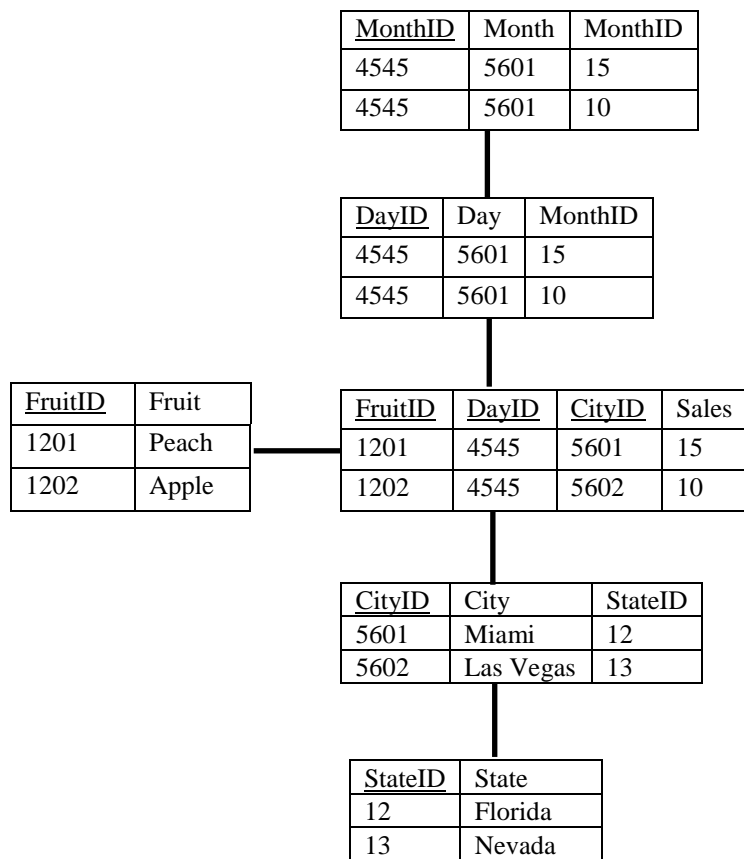 MonthID Month MonthID
4545 5601 15
4545 5601 10
DayID Day MonthID
4545 5601 15
4545 5601 10
FruitID Fruit
1201 Peach
1202 Apple
FruitID DayID CityID Sales
1201 4545 5601 15
1202 4545 5602 10
CityID City StateID
5601 Miami 12
5602 Las Vegas 13
StateID State
12 Florida
13 Nevada